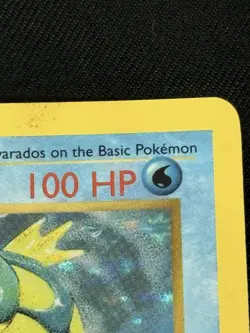 varados on the Basic Pokémon
100 HP